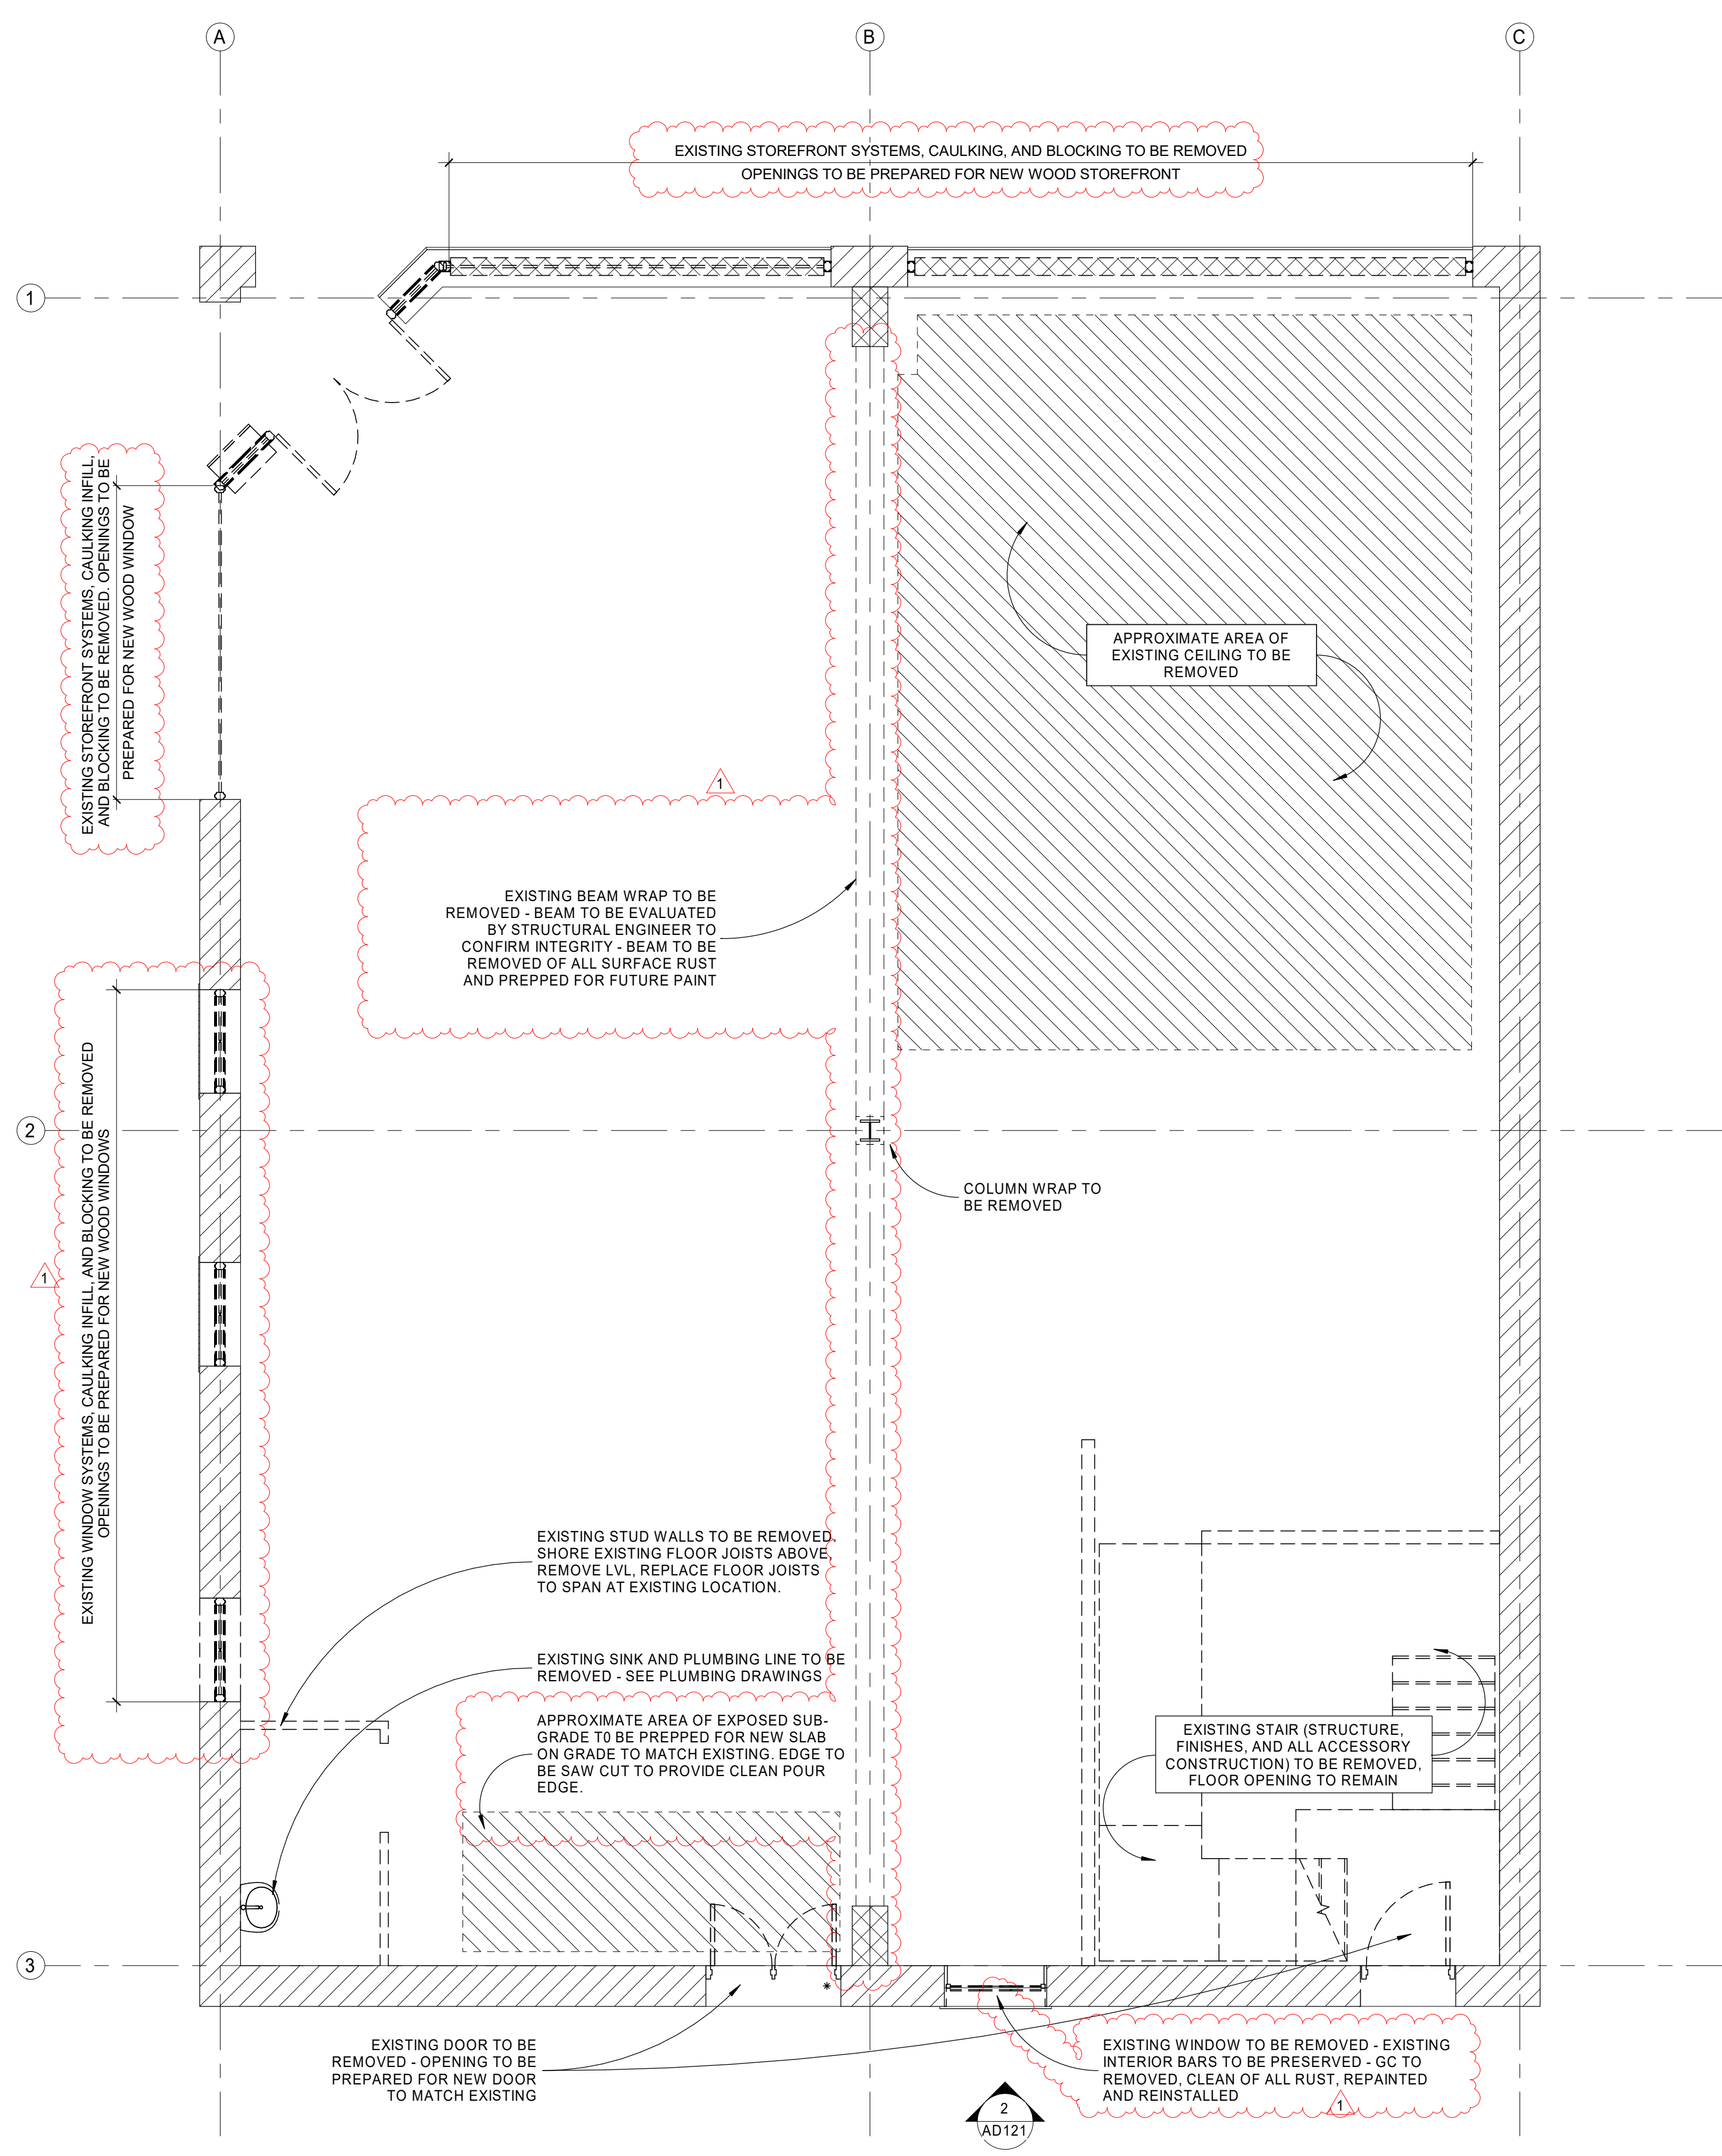 A
B
C
EXISTING STOREFRONT SYSTEMS, CAULKING, AND BLOCKING TO BE REMOVED
OPENINGS TO BE PREPARED FOR NEW WOOD STOREFRONT
1
EXISTING STOREFRONT SYSTEMS, CAULKING INFILL,
AND BLOCKING TO BE REMOVED. OPENINGS TO BE
PREPARED FOR NEW WOOD WINDOW
APPROXIMATE AREA OF
EXISTING CEILING TO BE
REMOVED
1
EXISTING BEAM WRAP TO BE
REMOVED - BEAM TO BE EVALUATED
BY STRUCTURAL ENGINEER TO
CONFIRM INTEGRITY - BEAM TO BE
REMOVED OF ALL SURFACE RUST
AND PREPPED FOR FUTURE PAINT
2
COLUMN WRAP TO
BE REMOVED
EXISTING WINDOW SYSTEMS, CAULKING INFILL, AND BLOCKING TO BE REMOVED
OPENINGS TO BE PREPARED FOR NEW WOOD WINDOWS
1
EXISTING STUD WALLS TO BE REMOVED.
SHORE EXISTING FLOOR JOISTS ABOVE,
REMOVE LVL, REPLACE FLOOR JOISTS
TO SPAN AT EXISTING LOCATION.
EXISTING SINK AND PLUMBING LINE TO BE
REMOVED - SEE PLUMBING DRAWINGS
APPROXIMATE AREA OF EXPOSED SUB-
GRADE T0 BE PREPPED FOR NEW SLAB
ON GRADE TO MATCH EXISTING. EDGE TO
BE SAW CUT TO PROVIDE CLEAN POUR
EDGE.
EXISTING STAIR (STRUCTURE,
FINISHES, AND ALL ACCESSORY
CONSTRUCTION) TO BE REMOVED,
FLOOR OPENING TO REMAIN
3
*
EXISTING DOOR TO BE
REMOVED - OPENING TO BE
PREPARED FOR NEW DOOR
TO MATCH EXISTING
EXISTING WINDOW TO BE REMOVED - EXISTING
INTERIOR BARS TO BE PRESERVED - GC TO
REMOVED, CLEAN OF ALL RUST, REPAINTED
AND REINSTALLED
1
2
AD121